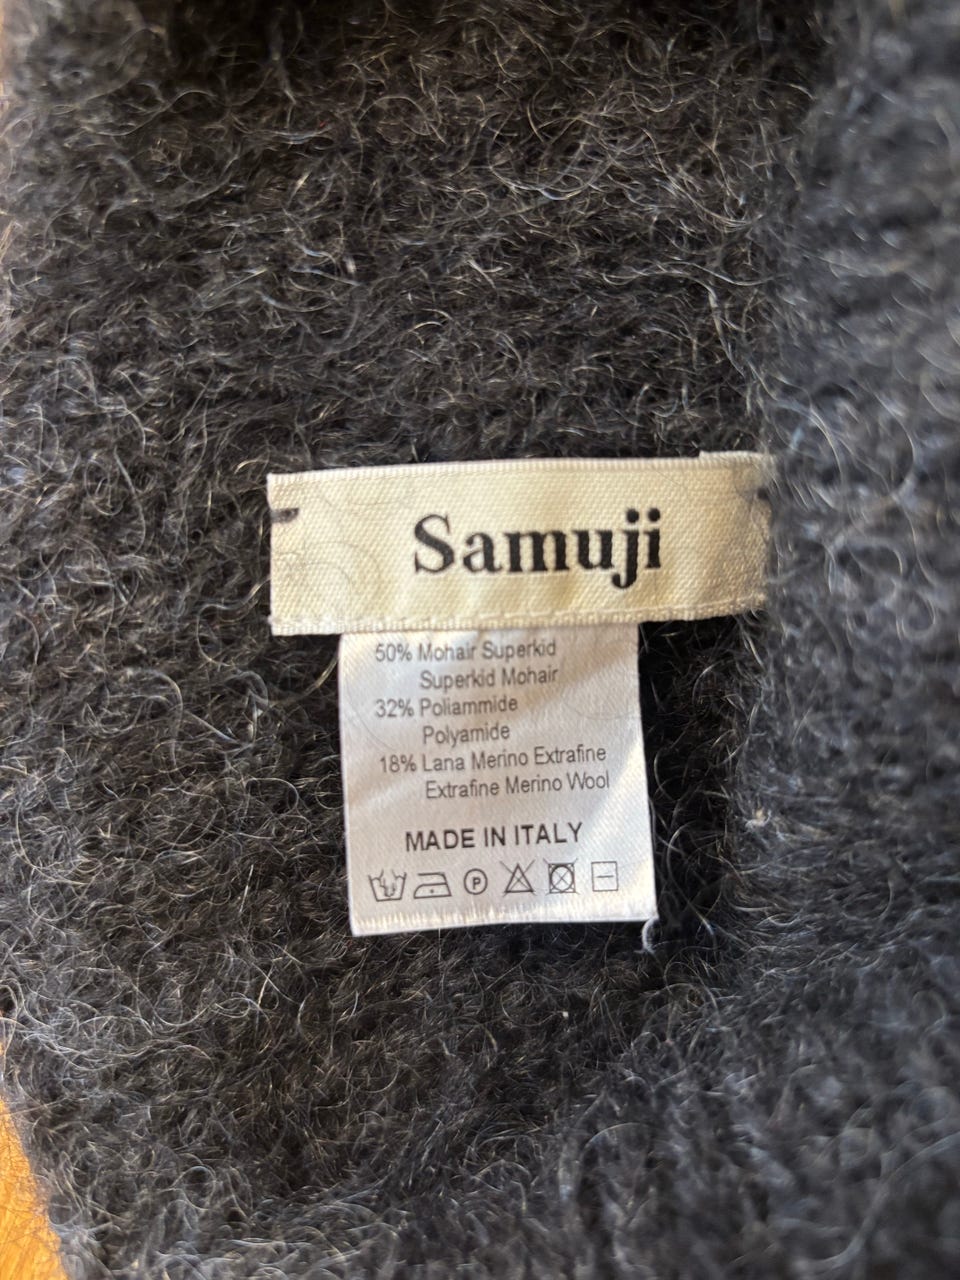 Samuji
50% Mohair Superkid
Superkid Mohair
32% Poliammide
Polyamide
18% Lana Merino Extrafine
Extrafine Merino Wool
MADE IN ITALY
P